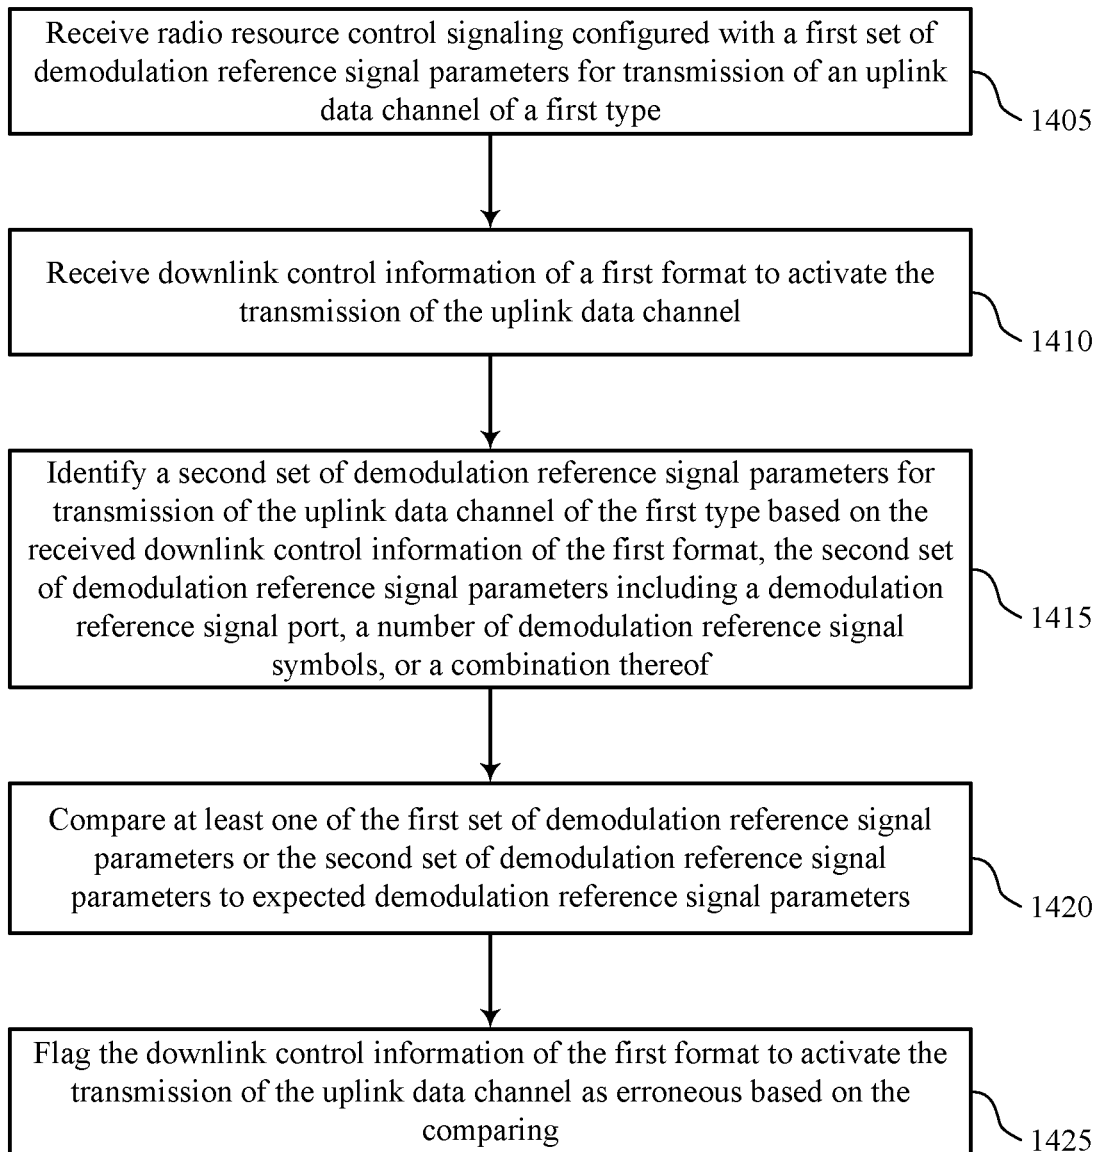 Receive radio resource control signaling configured with a first set of
demodulation reference signal parameters for transmission of an uplink
data channel of a first type
1405
Receive downlink control information of a first format to activate the
transmission of the uplink data channel
1410
Identify a second set of demodulation reference signal parameters for
transmission of the uplink data channel of the first type based on the
received downlink control information of the first format, the second set
of demodulation reference signal parameters including a demodulation
reference signal port, a number of demodulation reference signal
symbols, or a combination thereof
1415
Compare at least one of the first set of demodulation reference signal
parameters or the second set of demodulation reference signal
parameters to expected demodulation reference signal parameters
1420
Flag the downlink control information of the first format to activate the
transmission of the uplink data channel as erroneous based on the
comparing
1425